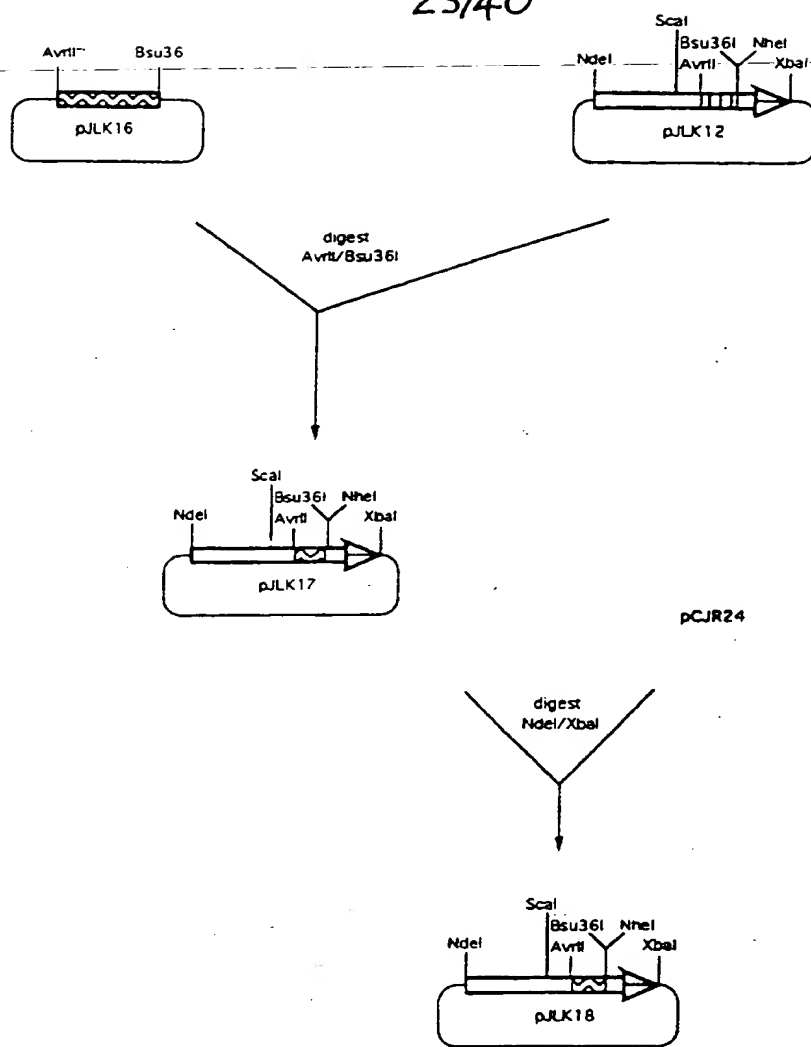 23/40
AvrII
Bsu36
pJLK16
ScaI
Bsu36I NheI
NdeI AvrII XbaI
pJLK12
digest
AvrII/Bsu36I
ScaI
Bsu36I NheI
NdeI AvrII XbaI
pJLK17
pCJR24
digest
NdeI/XbaI
ScaI
Bsu36I NheI
NdeI AvrII XbaI
pJLK18